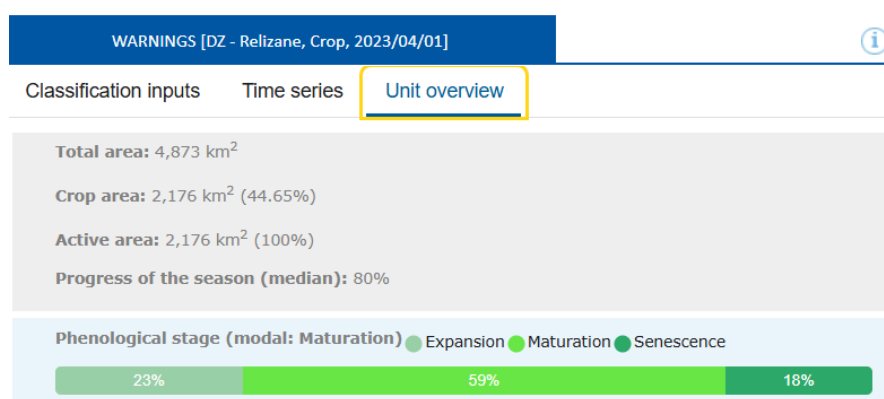 WARNINGS [DZ - Relizane, Crop, 2023/04/01]
i
Classification inputs Time series Unit overview
Total area: 4,873 km²
Crop area: 2,176 km² (44.65%)
Active area: 2,176 km² (100%)
Progress of the season (median): 80%
Phenological stage (modal: Maturation) Expansion Maturation Senescence
23% 59% 18%